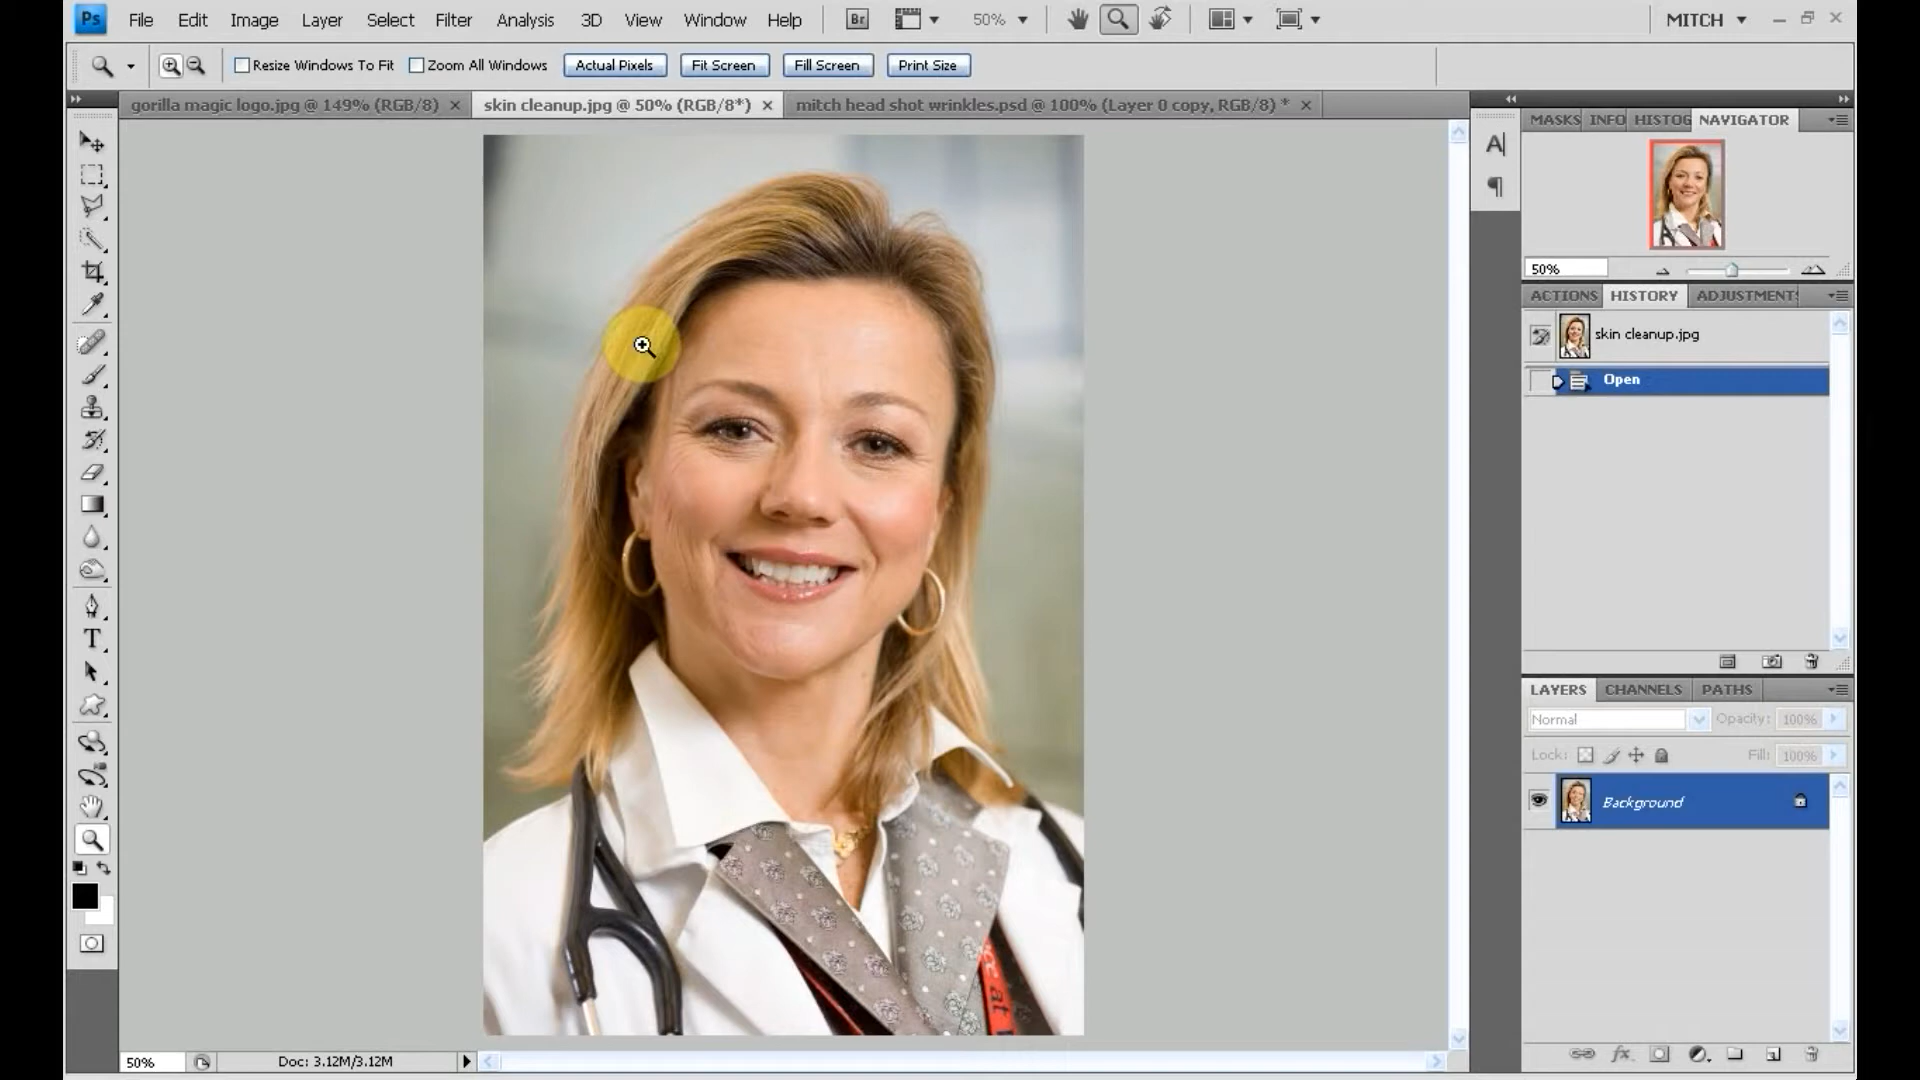 Ps File Edit Image Layer Select Filter Analysis 3D View Window Help Br 50% MITCH
Resize Windows To Fit Zoom All Windows Actual Pixels Fit Screen Fill Screen Print Size
gorilla magic logo.jpg @ 149% (RGB/8) skin cleanup.jpg @ 50% (RGB/8*) mitch head shot wrinkles.psd @ 100% (Layer 0 copy, RGB/8) *
MASKS INFO HISTOG NAVIGATOR
50%
ACTIONS HISTORY ADJUSTMENT
skin cleanup.jpg
Open
LAYERS CHANNELS PATHS
Normal Opacity: 100%
Lock: Fill: 100%
Background
50% Doc: 3.12M/3.12M